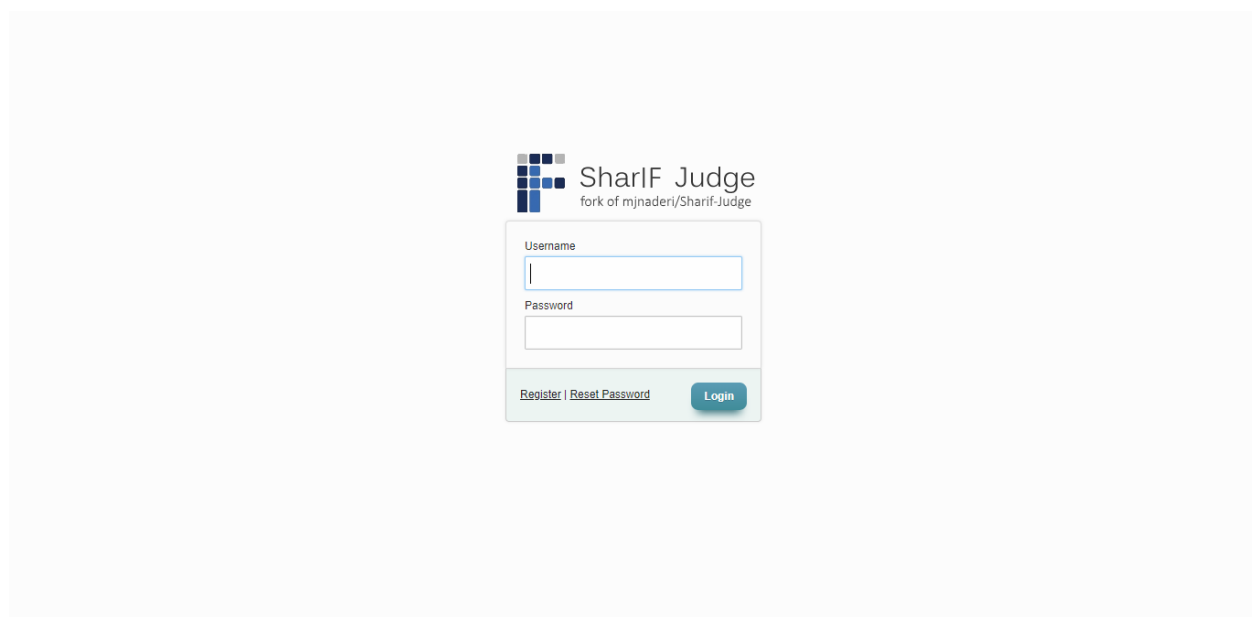 SharIF Judge
fork of mjnaderi/Sharif-Judge
Username
Password
Register | Reset Password
Login